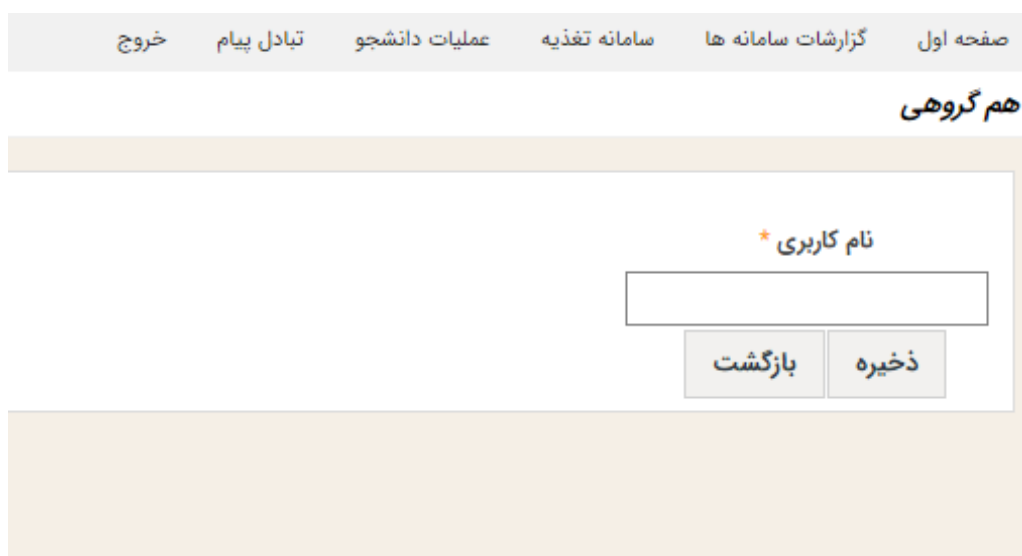 صفحه اول گزارشات سامانه ها سامانه تغذیه عملیات دانشجو تبادل پیام خروج
هم گروهی
نام کاربری *
ذخیره بازگشت